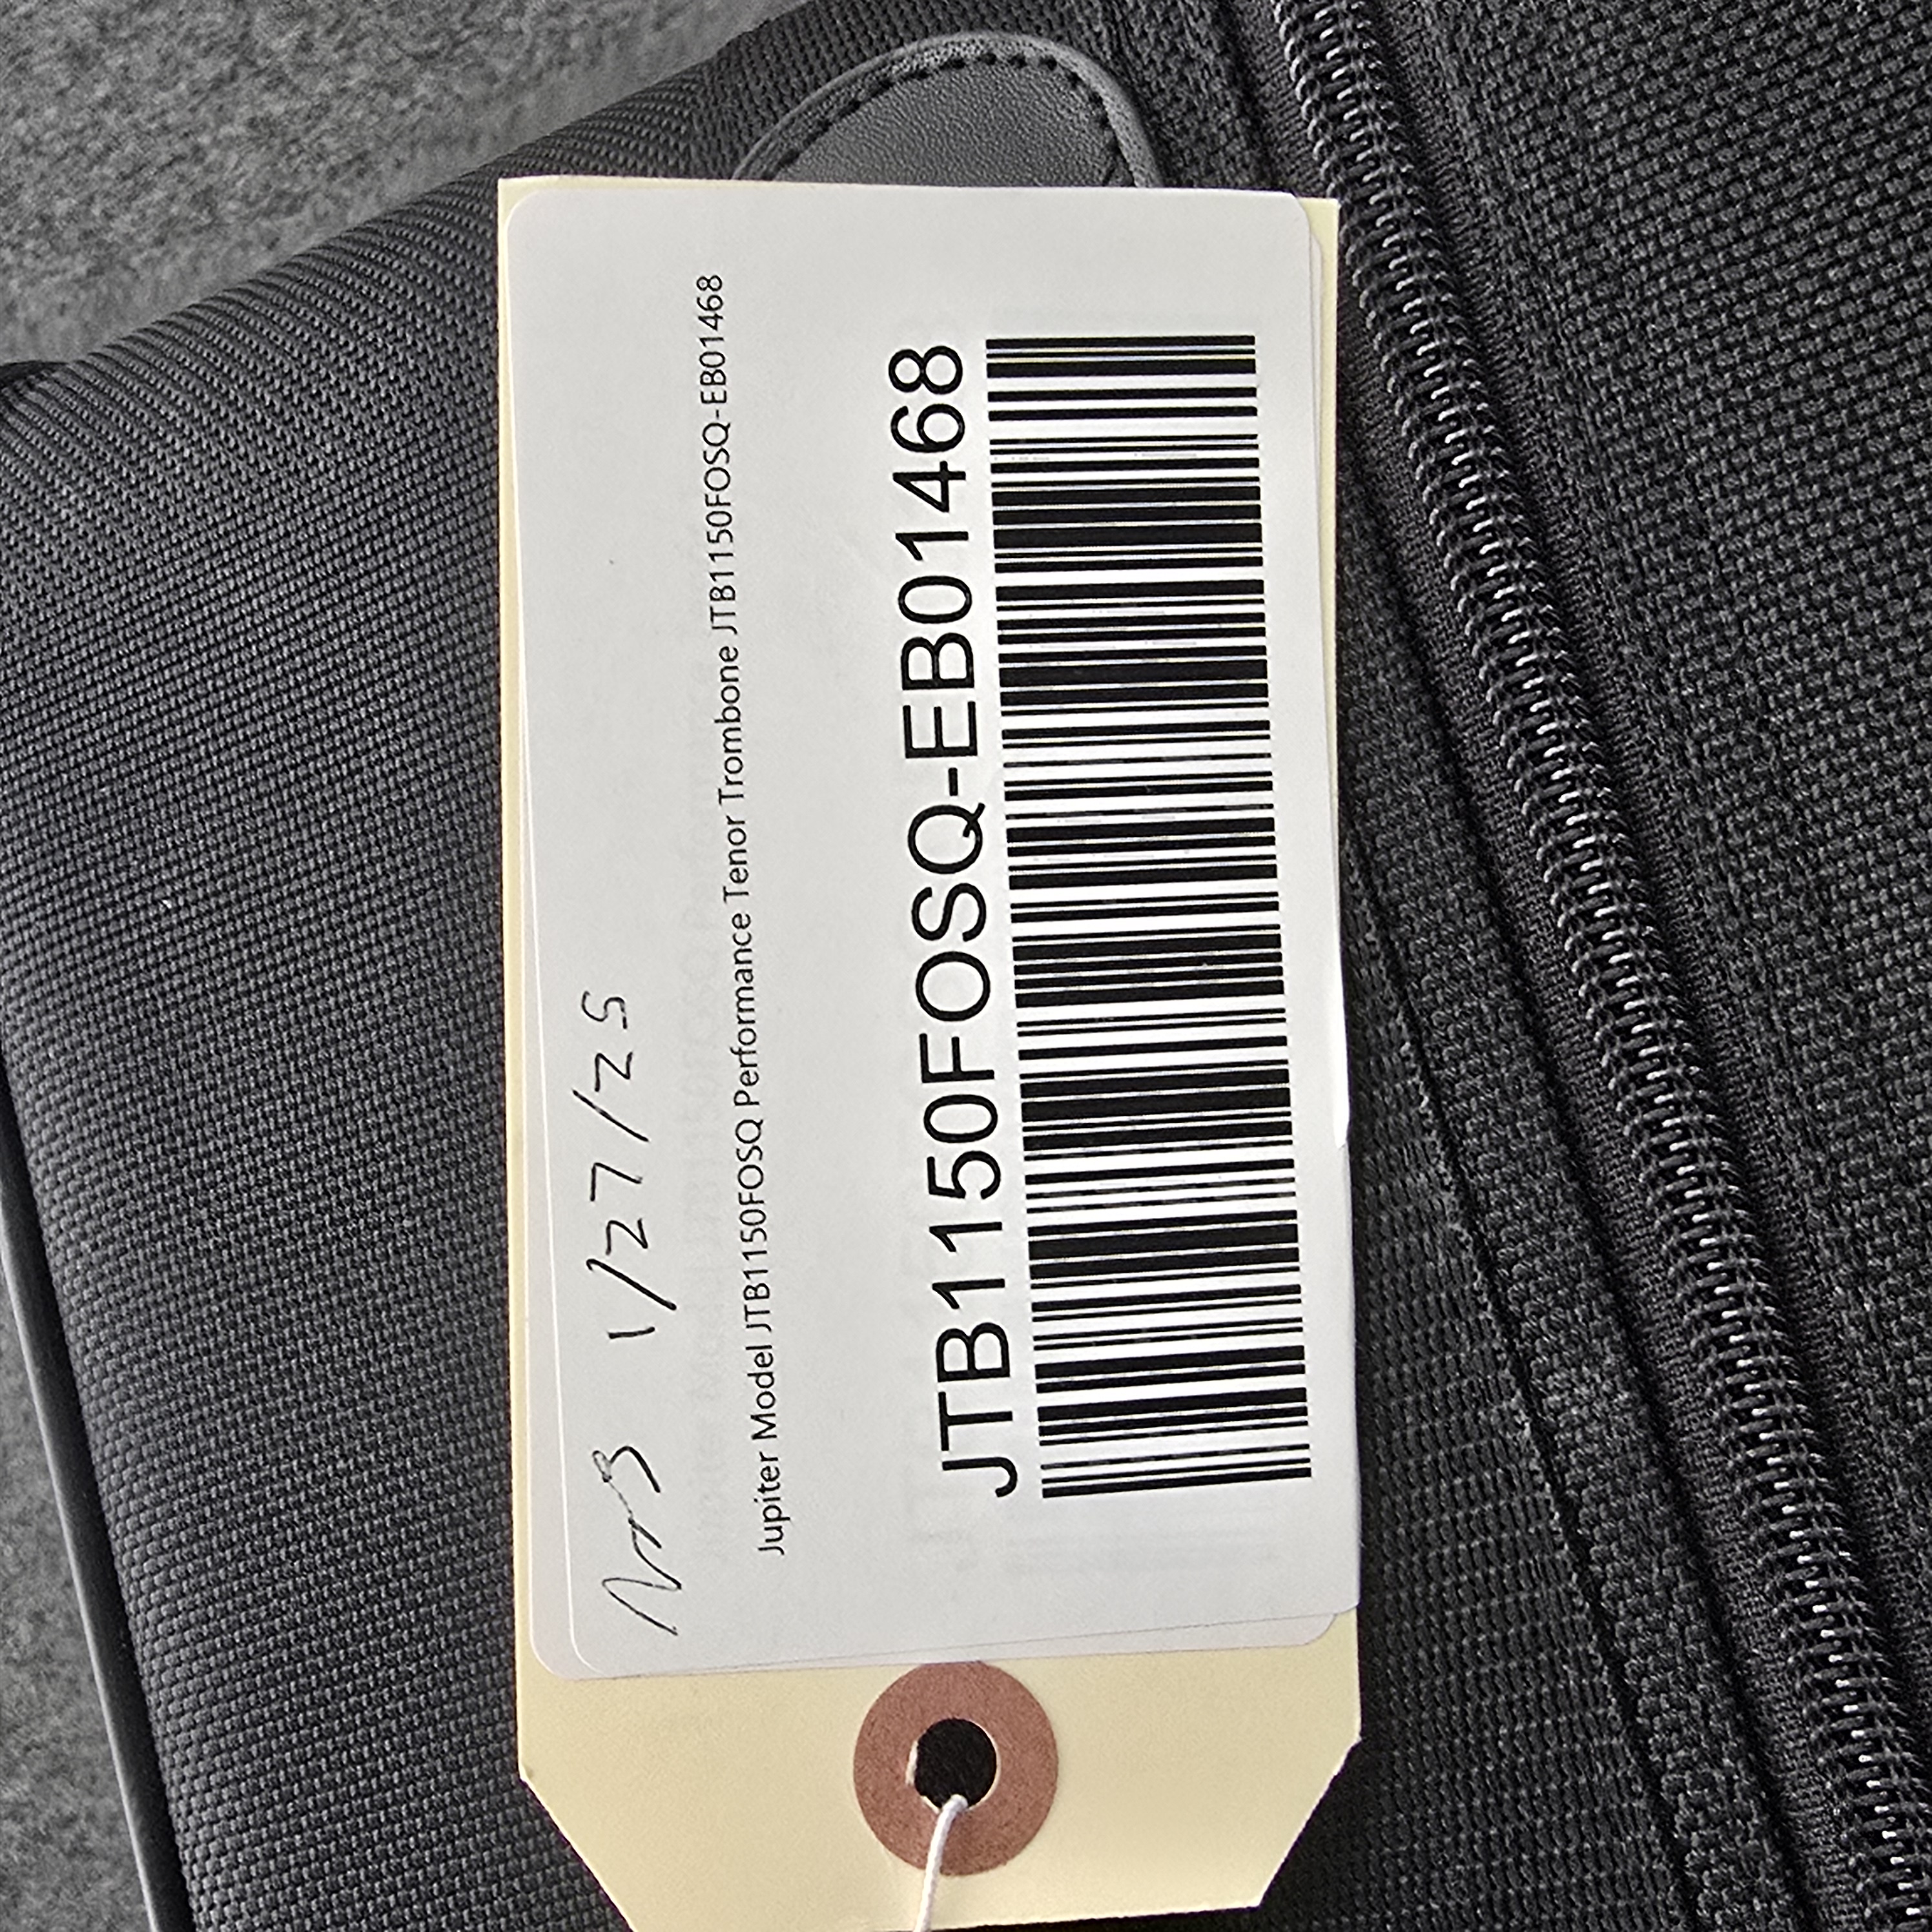 1/27/25
Jupiter Model JTB1150FOSQ Performance Tenor Trombone JTB1150FOSQ-EB01468
JTB1150FOSQ-EB01468